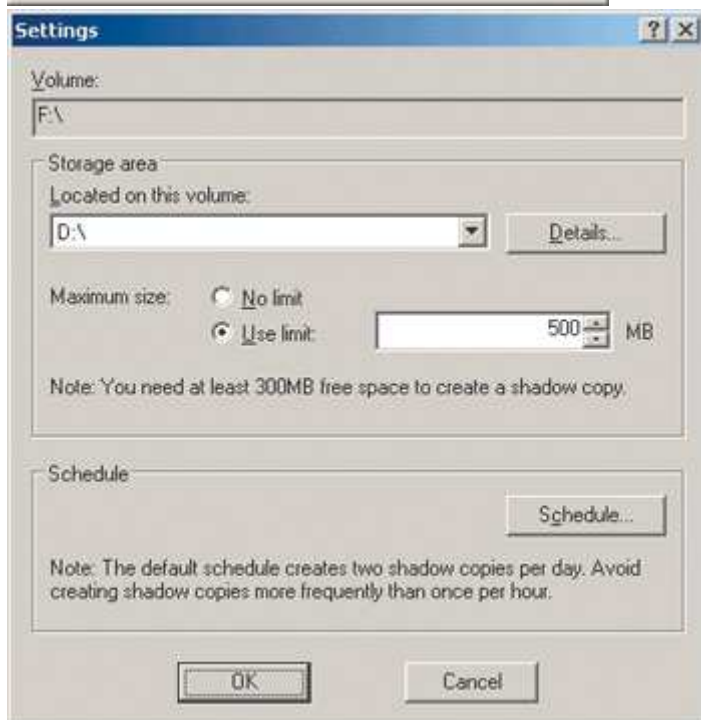 Settings
Volume:
F:\
Storage area
Located on this volume:
D:\
Details...
Maximum size:
No limit
Use limit:
500
MB
Note: You need at least 300MB free space to create a shadow copy.
Schedule
Schedule...
Note: The default schedule creates two shadow copies per day. Avoid
creating shadow copies more frequently than once per hour.
OK
Cancel